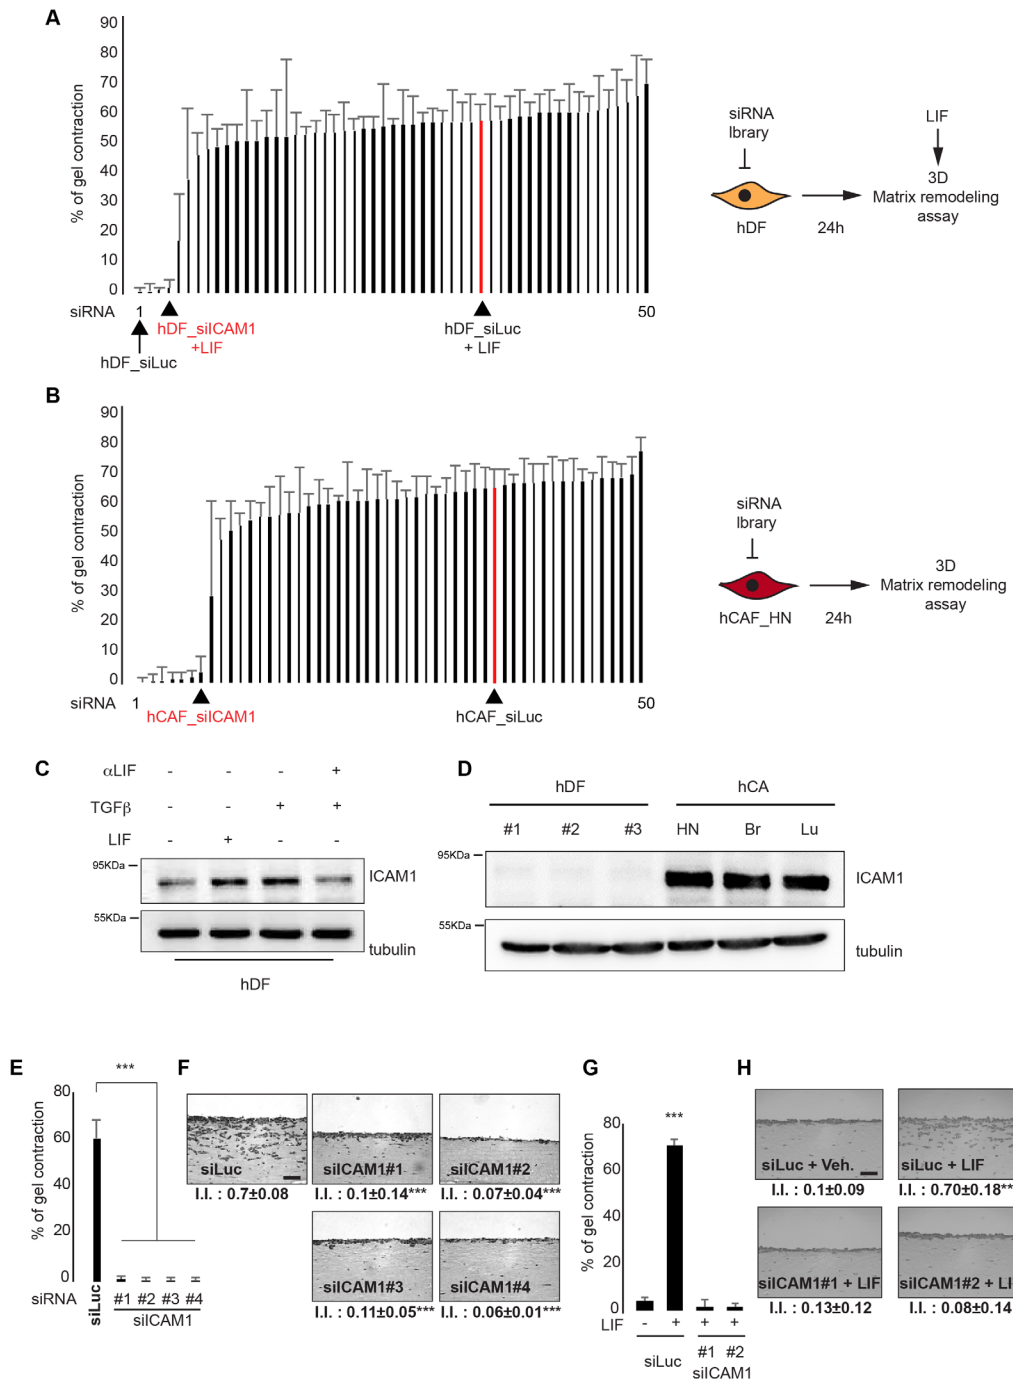 A
90
80
70
60
50
40
30
20
10
0
% of gel contraction
siRNA
1
50
hDF_siICAM1
+LIF
hDF_siLuc
hDF_siLuc
+ LIF
siRNA
lbrary
hDF
24h
LIF
3D
Matrix remodeling
assay
B
90
80
70
60
50
40
30
20
10
0
% of gel contraction
siRNA
1
50
hCAF_siICAM1
hCAF_siLuc
siRNA
lbrary
hCAF_HN
24h
3D
Matrix remodeling
assay
C
αLIF - - - +
TGFβ - - + +
LIF - + - -
95KDa
ICAM1
55KDa
tubulin
hDF
D
hDF hCA
#1 #2 #3 HN Br Lu
95KDa
ICAM1
55KDa
tubulin
E
***
80
60
40
20
0
% of gel contraction
siRNA
siLuc
#1 #2 #3 #4
siICAM1
F
siLuc
I.I. : 0.7±0.08
siICAM1#1
I.I. : 0.1±0.14***
siICAM1#2
I.I. : 0.07±0.04***
siICAM1#3
I.I. : 0.11±0.05***
siICAM1#4
I.I. : 0.06±0.01***
G
***
80
60
40
20
0
% of gel contraction
LIF - + + +
#1 #2
siLuc
siICAM1
H
siLuc + Veh.
I.I. : 0.1±0.09
siLuc + LIF
I.I. : 0.70±0.18**
siICAM1#1 + LIF
I.I. : 0.13±0.12
siICAM1#2 + LI
I.I. : 0.08±0.14